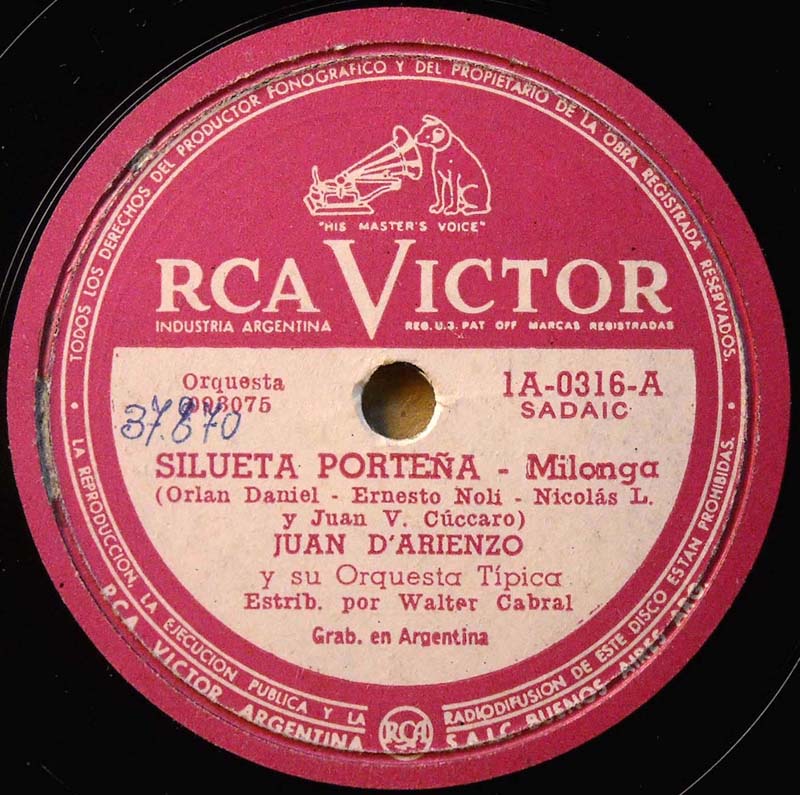 TODOS LOS DERECHOS DEL PRODUCTOR FONOGRAFICO Y DEL PROPIETARIO DE LA OBRA REGISTRADA RESERVADOS.
"HIS MASTER'S VOICE"
RCA VICTOR
INDUSTRIA ARGENTINA
REG. U.S. PAT OFF MARCAS REGISTRADAS
Orquesta
1A-0316-A
093075
SADAIC
37.870
SILUETA PORTEÑA - Milonga
(Orlan Daniel - Ernesto Noli - Nicolás L.
y Juan V. Cúccaro)
JUAN D'ARIENZO
y su Orquesta Típica
Estrib. por Walter Cabral
Grab. en Argentina
LA REPRODUCCION, LA EJECUCION PUBLICA Y LA RADIODIFUSION DE ESTE DISCO ESTAN PROHIBIDAS.
RCA VICTOR ARGENTINA S.A.I.C. BUENOS AIRES ARG.
RCA